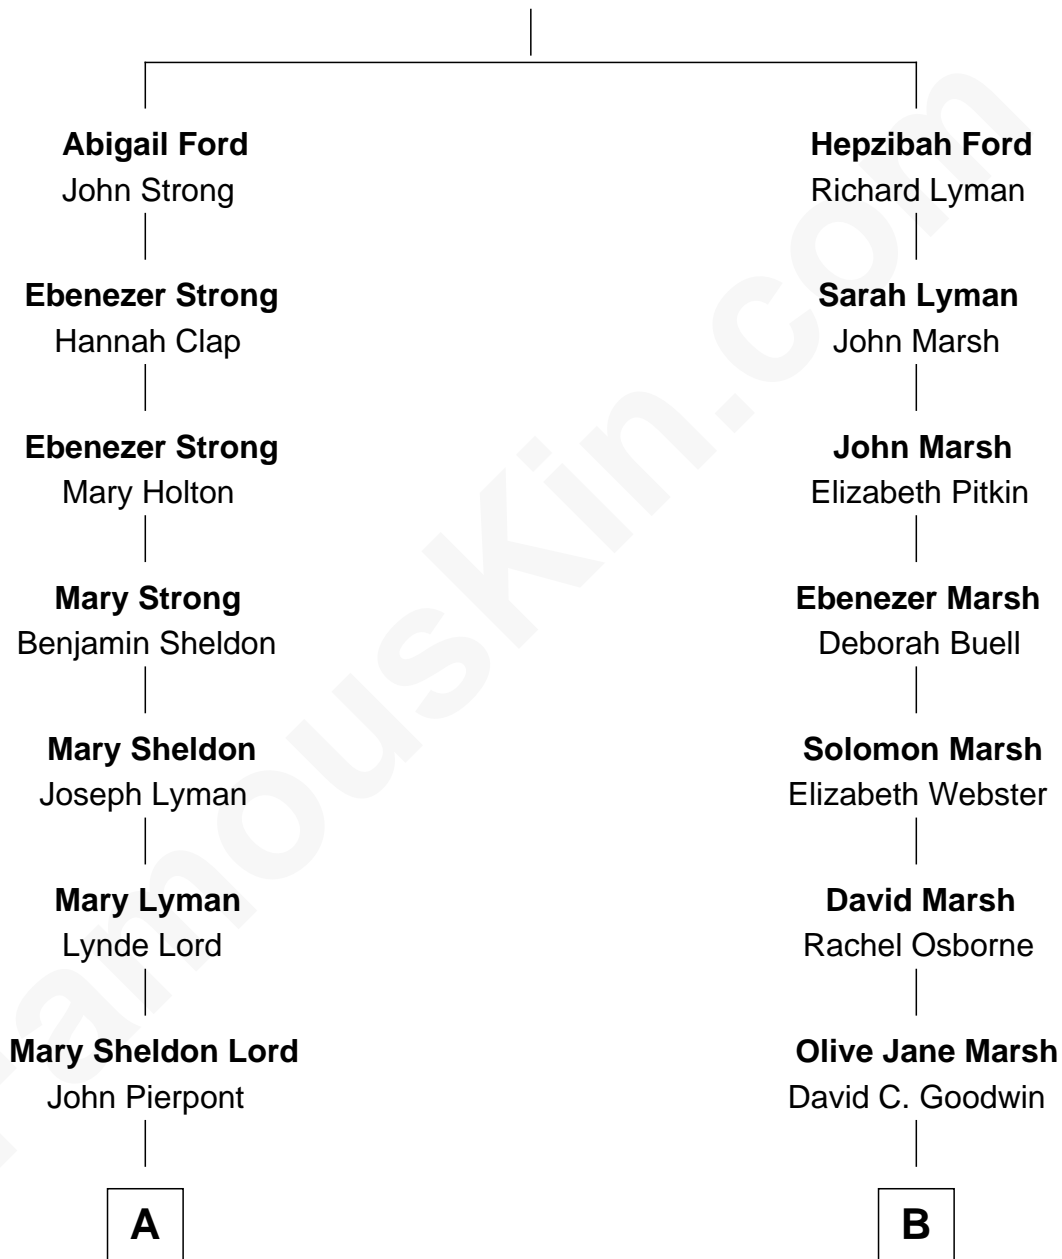 Abigail Ford
John Strong
Hepzibah Ford
Richard Lyman
Ebenezer Strong
Hannah Clap
Sarah Lyman
John Marsh
Ebenezer Strong
Mary Holton
John Marsh
Elizabeth Pitkin
Mary Strong
Benjamin Sheldon
Ebenezer Marsh
Deborah Buell
Mary Sheldon
Joseph Lyman
Solomon Marsh
Elizabeth Webster
Mary Lyman
Lynde Lord
David Marsh
Rachel Osborne
Mary Sheldon Lord
John Pierpont
Olive Jane Marsh
David C. Goodwin
A
B
FamousKin.com